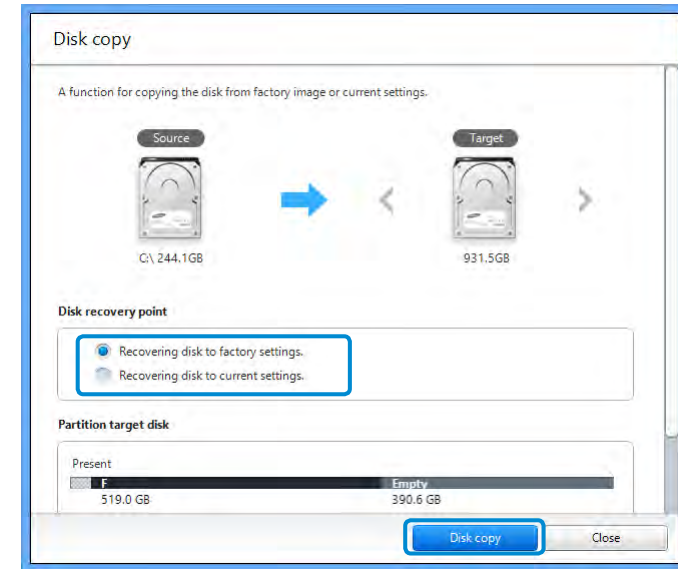 Disk copy
A function for copying the disk from factory image or current settings.
Source
Target
C:\ 244.1GB
931.5GB
Disk recovery point
Recovering disk to factory settings.
Recovering disk to current settings.
Partition target disk
Present
F
Empty
519.0 GB
390.6 GB
Disk copy
Close